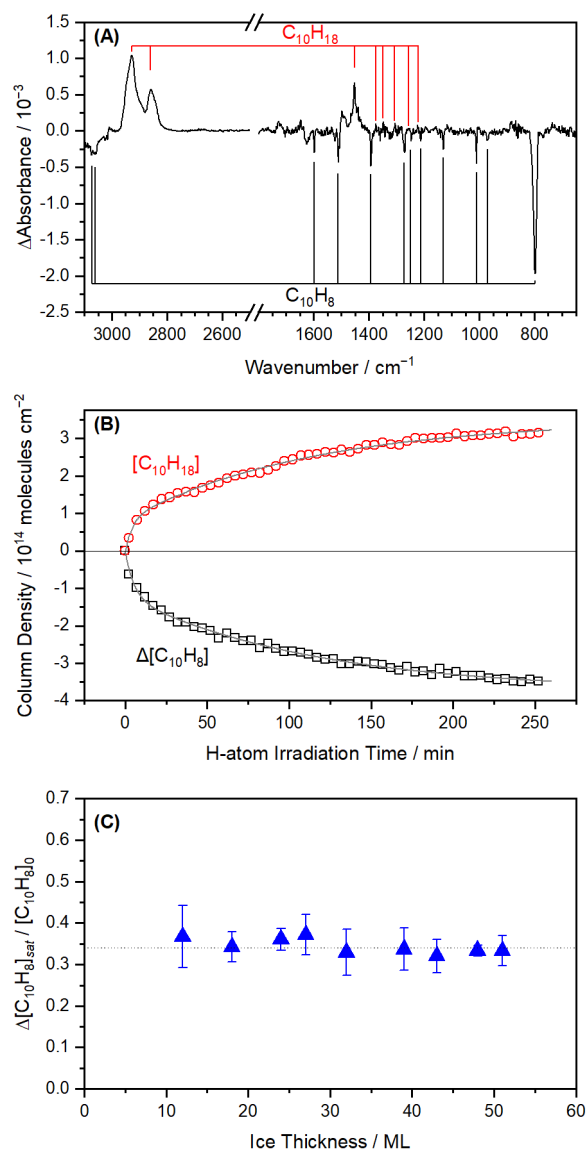 (A)
C₁₀H₁₈
ΔAbsorbance / 10⁻³
1.5
1.0
0.5
0.0
-0.5
-1.0
-1.5
-2.0
-2.5
C₁₀H₈
3000 2800 2600 1600 1400 1200 1000 800
Wavenumber / cm⁻¹
(B)
[C₁₀H₁₈]
Column Density / 10¹⁴ molecules cm⁻²
3
2
1
0
-1
-2
-3
-4
Δ[C₁₀H₈]
0 50 100 150 200 250
H-atom Irradiation Time / min
(C)
Δ[C₁₀H₈]sat / [C₁₀H₈]₀
0.7
0.6
0.5
0.4
0.3
0.2
0.1
0.0
0 10 20 30 40 50 60
Ice Thickness / ML